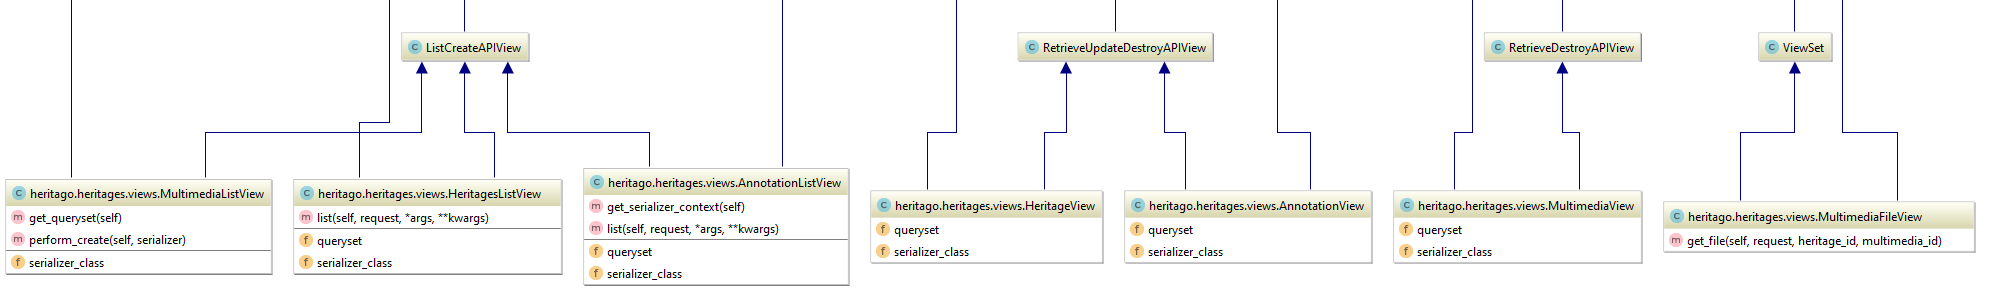 C ListCreateAPIView
C RetrieveUpdateDestroyAPIView
C RetrieveDestroyAPIView
C ViewSet
C heritago.heritages.views.MultimediaListView
m get_queryset(self)
m perform_create(self, serializer)
f serializer_class
C heritago.heritages.views.HeritagesListView
m list(self, request, *args, **kwargs)
f queryset
f serializer_class
C heritago.heritages.views.AnnotationListView
m get_serializer_context(self)
m list(self, request, *args, **kwargs)
f queryset
f serializer_class
C heritago.heritages.views.HeritageView
f queryset
f serializer_class
C heritago.heritages.views.AnnotationView
f queryset
f serializer_class
C heritago.heritages.views.MultimediaView
f queryset
f serializer_class
C heritago.heritages.views.MultimediaFileView
m get_file(self, request, heritage_id, multimedia_id)